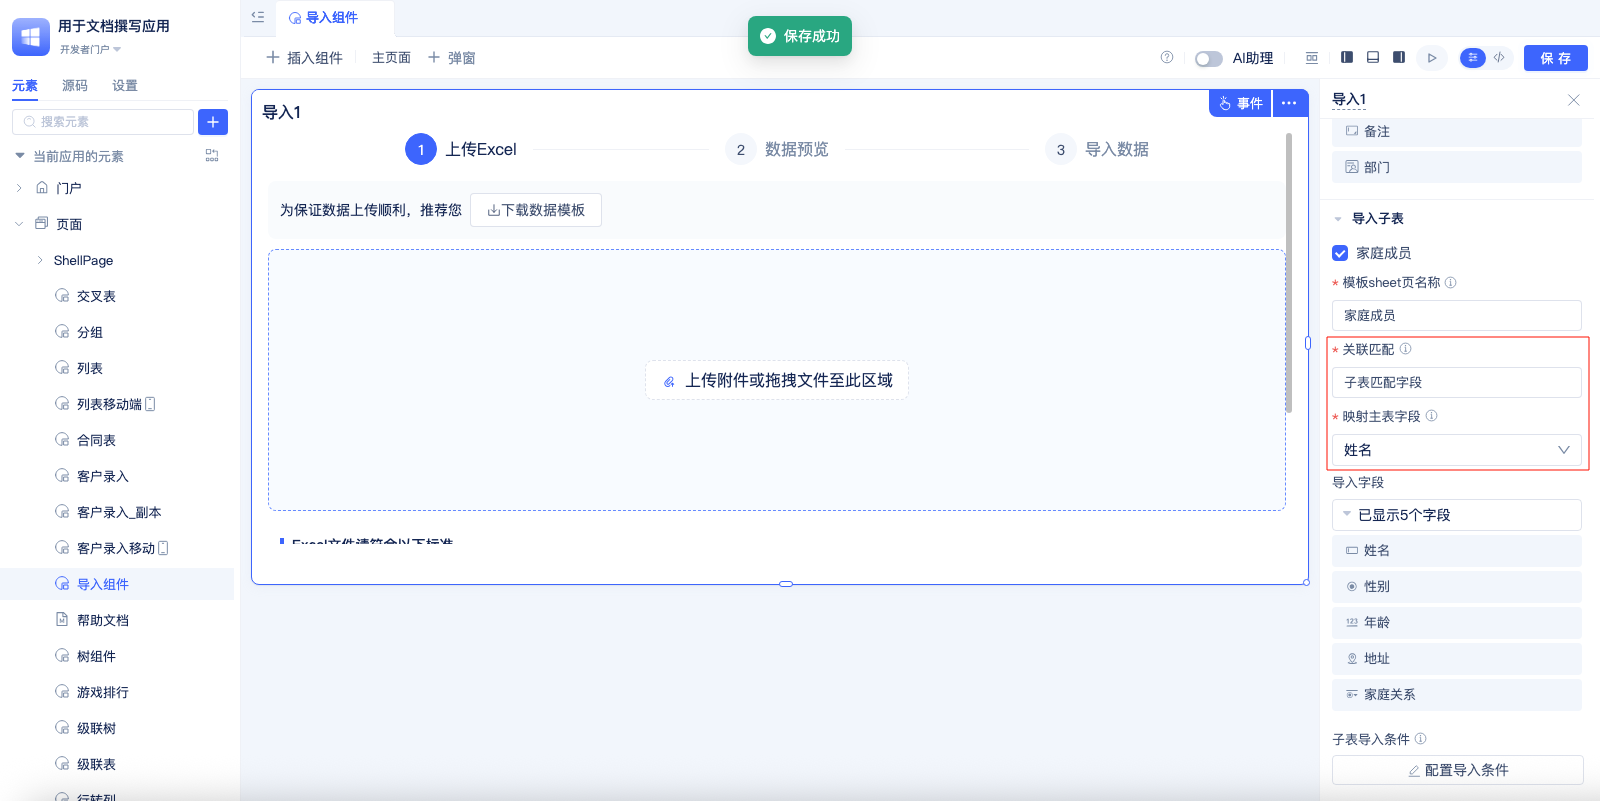 用于文档撰写应用
开发者门户
元素 源码 设置
搜索元素
当前应用的元素
门户
页面
ShellPage
交叉表
分组
列表
列表移动端
合同表
客户录入
客户录入_副本
客户录入移动
导入组件
帮助文档
树组件
游戏排行
级联树
级联表
行转列
导入组件
保存成功
插入组件 主页面 弹窗
AI助理
保 存
导入1
事件
1 上传Excel 2 数据预览 3 导入数据
为保证数据上传顺利，推荐您 下载数据模板
上传附件或拖拽文件至此区域
Excel文件请符合以下标准
导入1
备注
部门
导入子表
家庭成员
* 模板sheet页名称
家庭成员
* 关联匹配
子表匹配字段
* 映射主表字段
姓名
导入字段
已显示5个字段
姓名
性别
123 年龄
地址
家庭关系
子表导入条件
配置导入条件